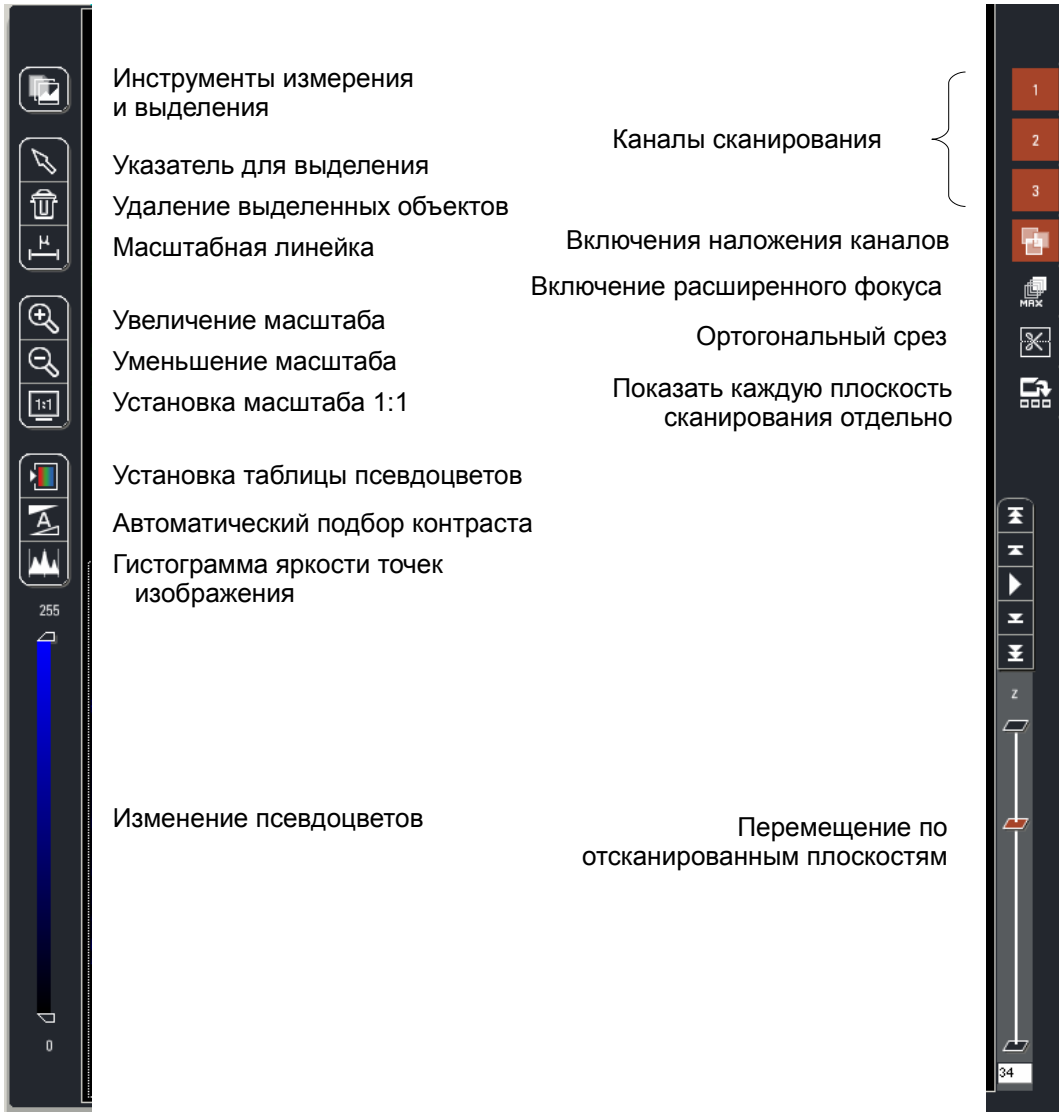 Инструменты измерения
и выделения
Указатель для выделения
Удаление выделенных объектов
Масштабная линейка
µ
Увеличение масштаба
Уменьшение масштаба
Установка масштаба 1:1
1:1
Установка таблицы псевдоцветов
Автоматический подбор контраста
A
Гистограмма яркости точек
изображения
255
Изменение псевдоцветов
0
Каналы сканирования
1
2
3
Включения наложения каналов
Включение расширенного фокуса
MAX
Ортогональный срез
Показать каждую плоскость
сканирования отдельно
z
Перемещение по
отсканированным плоскостям
34